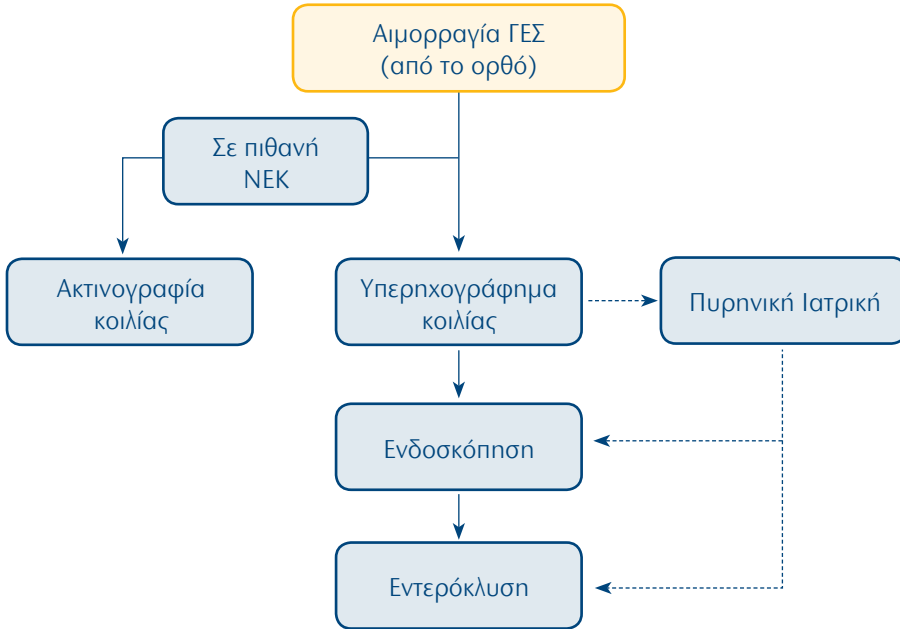 Αιμορραγία ΓΕΣ
(από το ορθό)
Σε πιθανή
ΝΕΚ
Ακτινογραφία
κοιλίας
Υπερηχογράφημα
κοιλίας
Πυρηνική Ιατρική
Ενδοσκόπηση
Εντερόκλυση